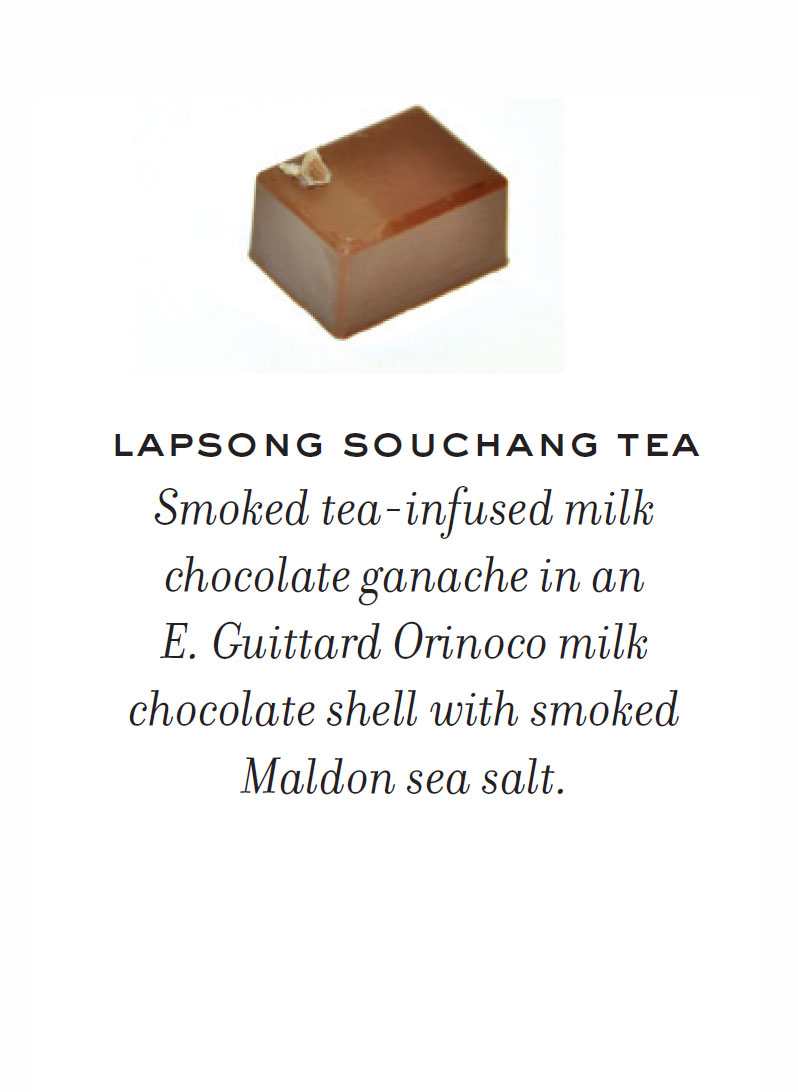 LAPSONG SOUCHANG TEA
Smoked tea-infused milk
chocolate ganache in an
E. Guittard Orinoco milk
chocolate shell with smoked
Maldon sea salt.